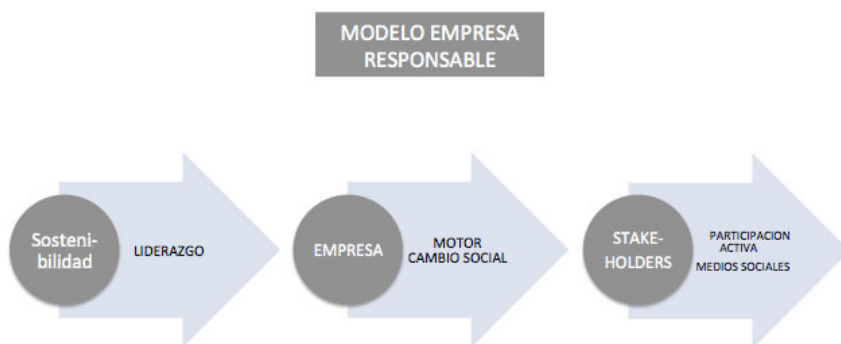 MODELO EMPRESA
RESPONSABLE
Sosteni-
bilidad
LIDERAZGO
EMPRESA
MOTOR
CAMBIO SOCIAL
STAKE-
HOLDERS
PARTICIPACION
ACTIVA
MEDIOS SOCIALES